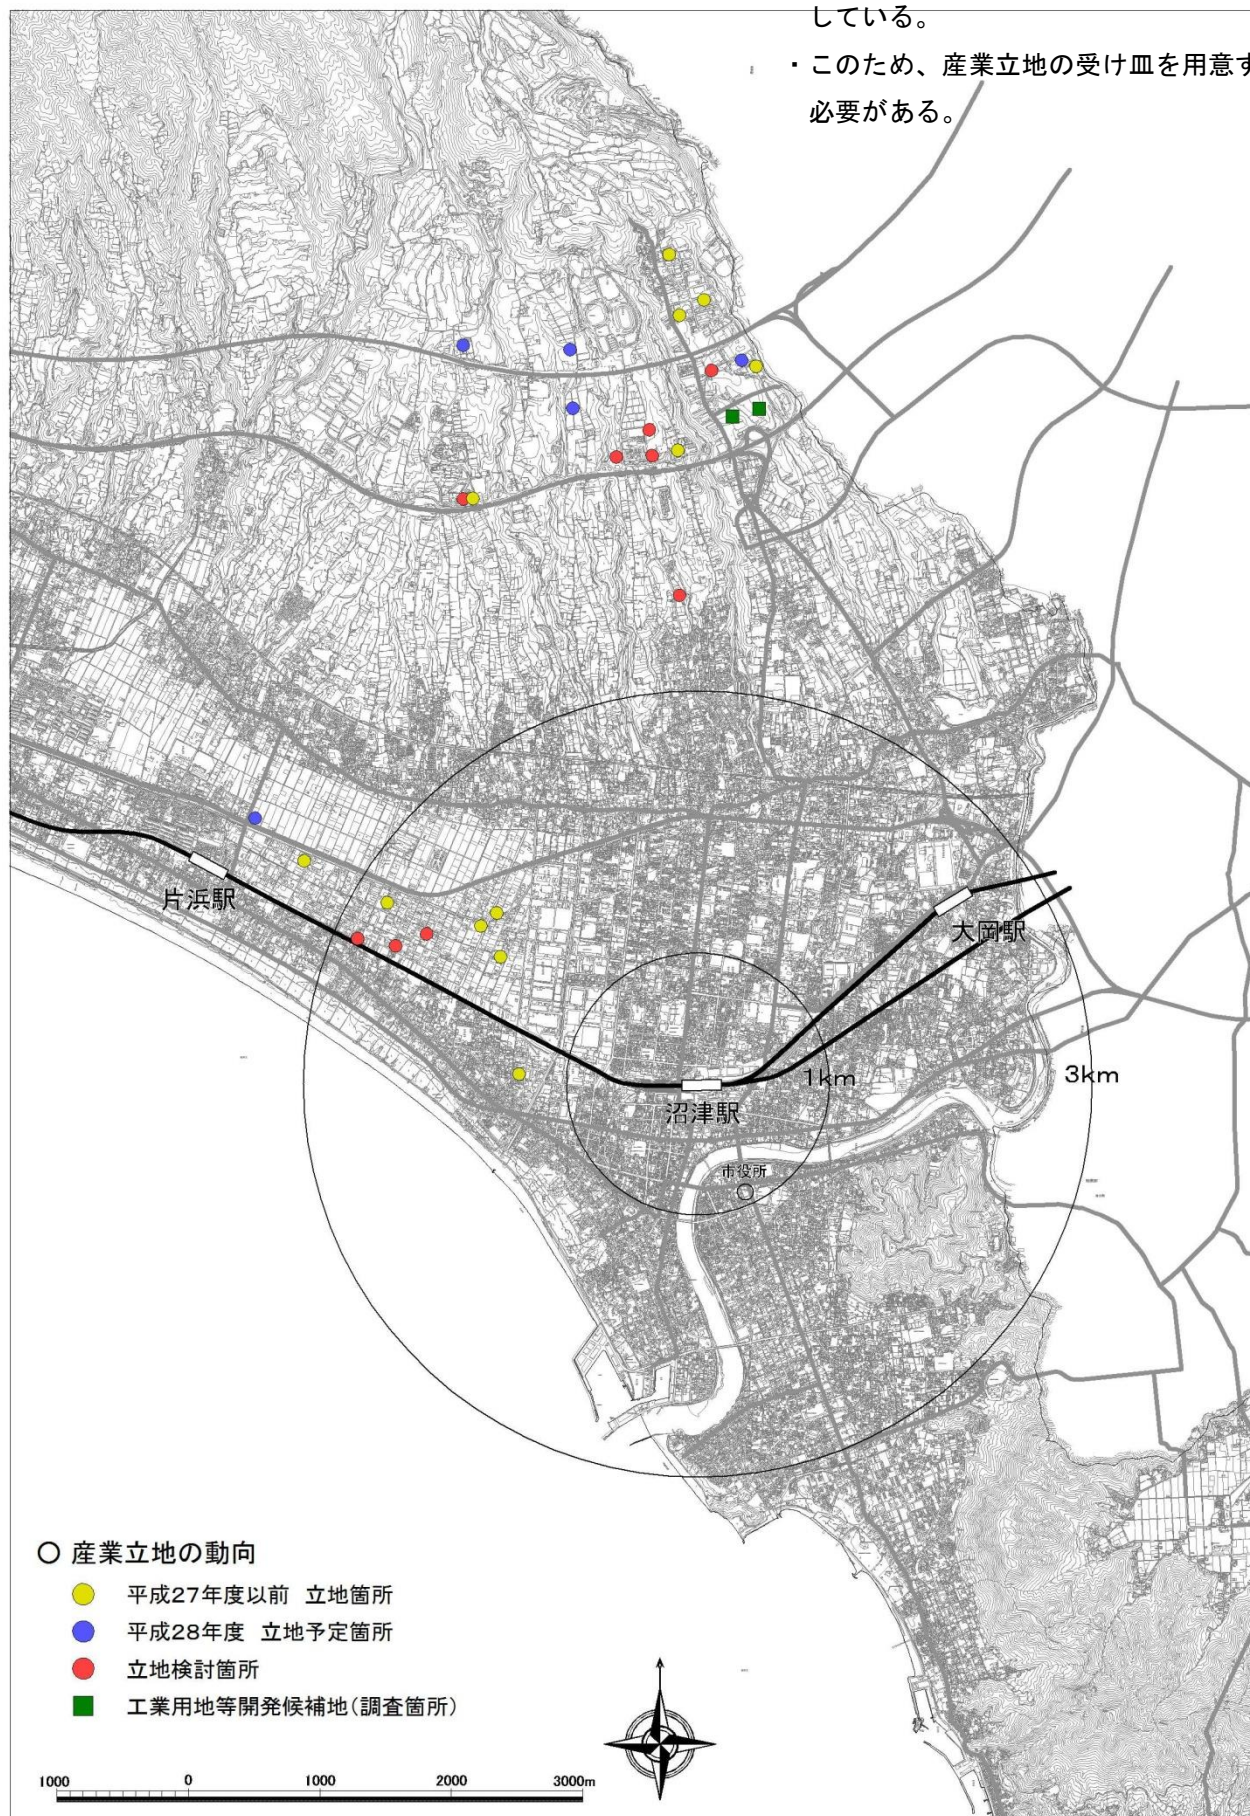 している。
・このため、産業立地の受け皿を用意す
必要がある。
片浜駅
大岡駅
1km
3km
沼津駅
市役所
○ 産業立地の動向
平成27年度以前 立地箇所
平成28年度 立地予定箇所
立地検討箇所
工業用地等開発候補地(調査箇所)
1000 0 1000 2000 3000m